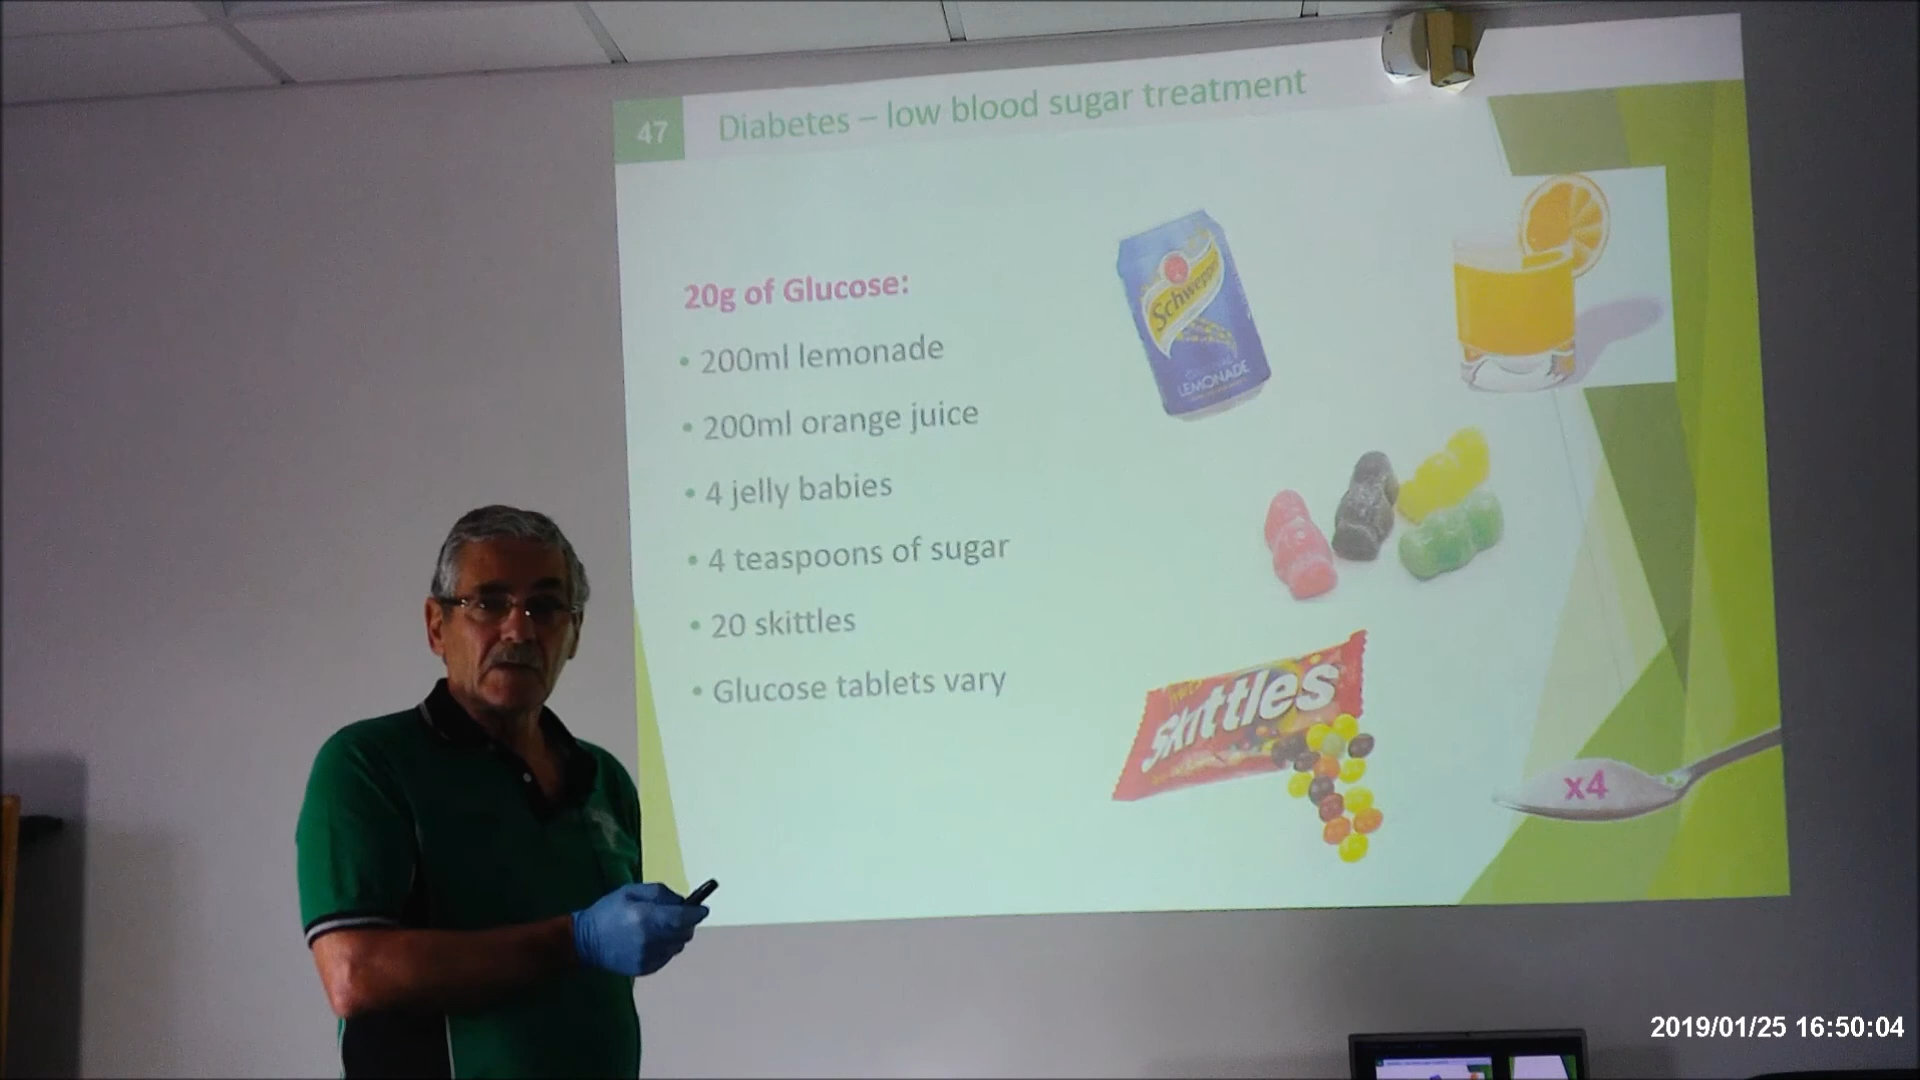 47
Diabetes – low blood sugar treatment
20g of Glucose:
• 200ml lemonade
• 200ml orange juice
• 4 jelly babies
• 4 teaspoons of sugar
• 20 skittles
• Glucose tablets vary
Schweppes
LEMONADE
skittles
x4
2019/01/25 16:50:04